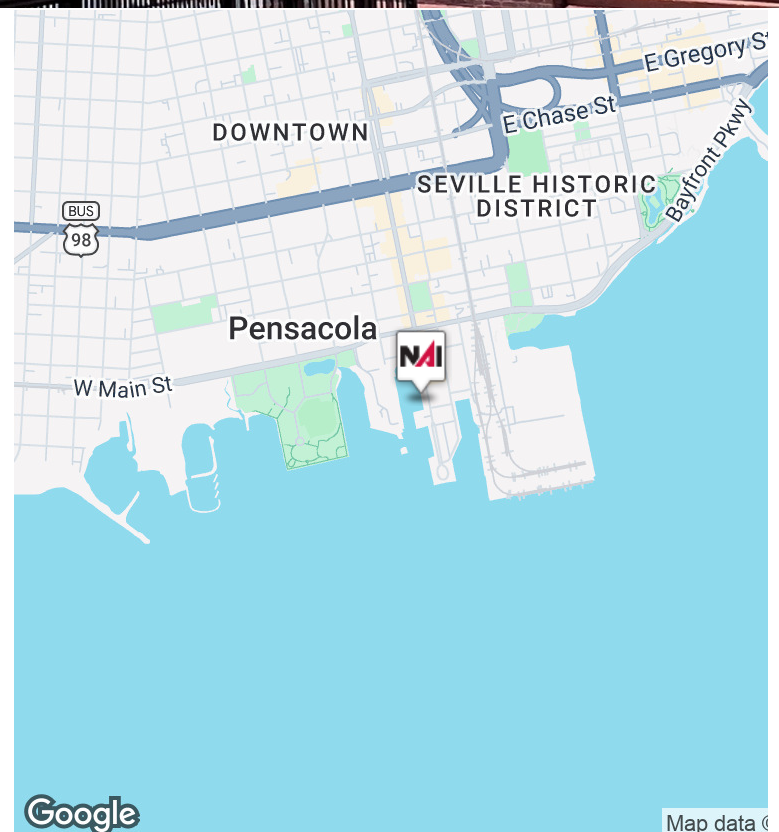 E Gregory St
E Chase St
DOWNTOWN
Bayfront Pkwy
SEVILLE HISTORIC
DISTRICT
BUS
98
Pensacola
NAI
W Main St
Google
Map data ©